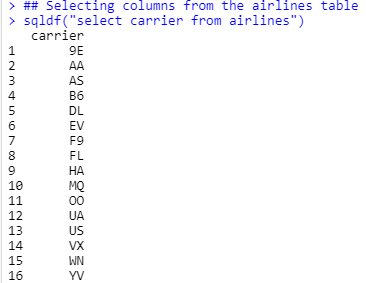 > ## Selecting columns from the airlines table
> sqldf("select carrier from airlines")
carrier
1 9E
2 AA
3 AS
4 B6
5 DL
6 EV
7 F9
8 FL
9 HA
10 MQ
11 OO
12 UA
13 US
14 VX
15 WN
16 YV